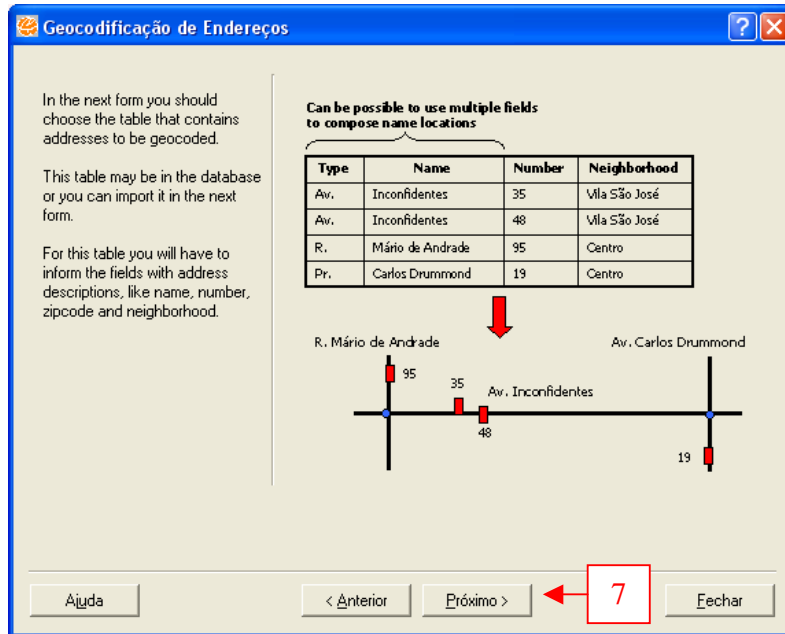 Geocodificação de Endereços
In the next form you should
choose the table that contains
addresses to be geocoded.
This table may be in the database
or you can import it in the next
form.
For this table you will have to
inform the fields with address
descriptions, like name, number,
zipcode and neighborhood.
Can be possible to use multiple fields
to compose name locations
Type Name Number Neighborhood
Av. Inconfidentes 35 Vila São José
Av. Inconfidentes 48 Vila São José
R. Mário de Andrade 95 Centro
Pr. Carlos Drummond 19 Centro
R. Mário de Andrade Av. Carlos Drummond
95
35
Av. Inconfidentes
48
19
Ajuda < Anterior Próximo > 7 Fechar